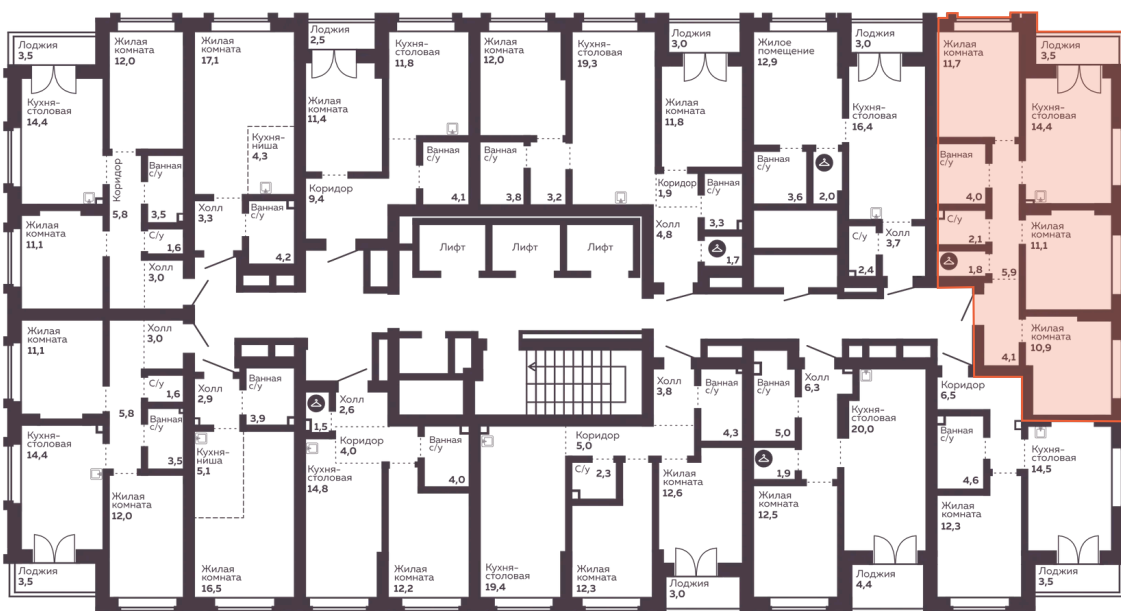 Лоджия
3,5
Жилая
комната
12,0
Жилая
комната
17,1
Лоджия
2,5
Кухня-
столовая
11,8
Жилая
комната
12,0
Кухня-
столовая
19,3
Лоджия
3,0
Жилое
помещение
12,9
Лоджия
3,0
Жилая
комната
11,7
Лоджия
3,5
Кухня-
столовая
14,4
Жилая
комната
11,4
Жилая
комната
11,8
Кухня-
столовая
16,4
Кухня-
столовая
14,4
Кухня-
ниша
4,3
Коридор
5,8
Ванная
с/у
3,5
Холл
3,3
Ванная
с/у
4,2
Коридор
9,4
Ванная
с/у
4,1
Ванная
с/у
3,8
3,2
Коридор
1,9
Ванная
с/у
3,3
Ванная
с/у
3,6
2,0
Ванная
с/у
4,0
Жилая
комната
11,1
С/у
1,6
Холл
3,0
Лифт
Лифт
Лифт
Холл
4,8
1,7
С/у
2,4
Холл
3,7
С/у
2,1
1,8
5,9
Жилая
комната
11,1
Жилая
комната
11,1
Холл
3,0
Жилая
комната
10,9
4,1
С/у
1,6
5,8
Холл
2,9
Ванная
с/у
3,9
1,5
Холл
2,6
Холл
3,8
Ванная
с/у
4,3
Ванная
с/у
5,0
Холл
6,3
Коридор
6,5
Кухня-
столовая
14,4
Ванная
с/у
3,5
Кухня-
ниша
5,1
Коридор
4,0
Ванная
с/у
4,0
Коридор
5,0
С/у
2,3
1,9
Кухня-
столовая
20,0
Ванная
с/у
4,6
Кухня-
столовая
14,5
Жилая
комната
12,0
Кухня-
столовая
14,8
Жилая
комната
12,6
Жилая
комната
12,5
Жилая
комната
12,3
Лоджия
3,5
Жилая
комната
16,5
Жилая
комната
12,2
Кухня-
столовая
19,4
Жилая
комната
12,3
Лоджия
3,0
Лоджия
4,4
Лоджия
3,5